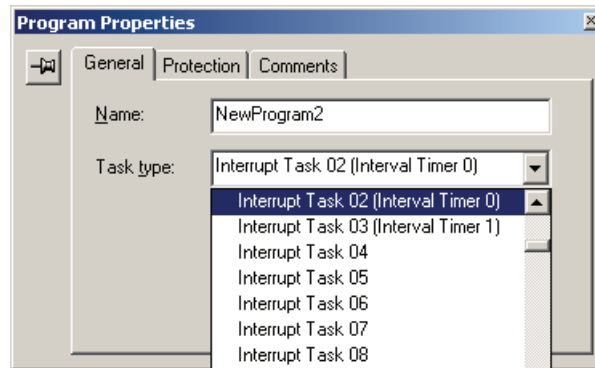 Program Properties
General Protection Comments
Name: NewProgram2
Task type: Interrupt Task 02 (Interval Timer 0)
Interrupt Task 02 (Interval Timer 0)
Interrupt Task 03 (Interval Timer 1)
Interrupt Task 04
Interrupt Task 05
Interrupt Task 06
Interrupt Task 07
Interrupt Task 08